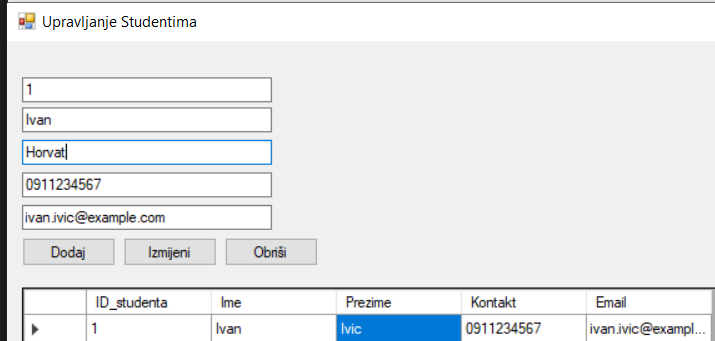 Upravljanje Studentima
1
Ivan
Horvat
0911234567
ivan.ivic@example.com
Dodaj Izmijeni Obriši
ID_studenta Ime Prezime Kontakt Email
1 Ivan Ivic 0911234567 ivan.ivic@exampl...